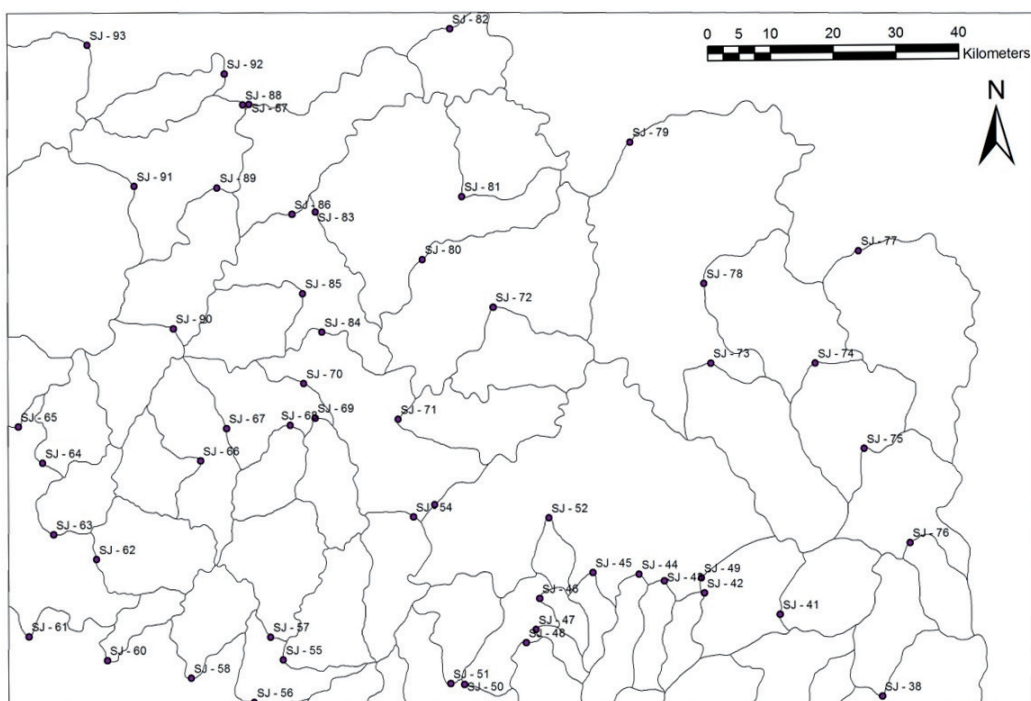 SJ - 82
SJ - 93
0 5 10 20 30 40
Kilometers
SJ - 92
N
SJ - 88
SJ - 87
SJ - 79
SJ - 91
SJ - 89
SJ - 81
SJ - 86
SJ - 83
SJ - 77
SJ - 80
SJ - 78
SJ - 85
SJ - 72
SJ - 90
SJ - 84
SJ - 73
SJ - 74
SJ - 70
SJ - 71
SJ - 69
SJ - 68
SJ - 65
SJ - 67
SJ - 75
SJ - 64
SJ - 66
SJ - 54
SJ - 52
SJ - 63
SJ - 76
SJ - 62
SJ - 45
SJ - 44
SJ - 43
SJ - 49
SJ - 42
SJ - 46
SJ - 41
SJ - 47
SJ - 48
SJ - 61
SJ - 57
SJ - 60
SJ - 55
SJ - 58
SJ - 51
SJ - 50
SJ - 56
SJ - 38